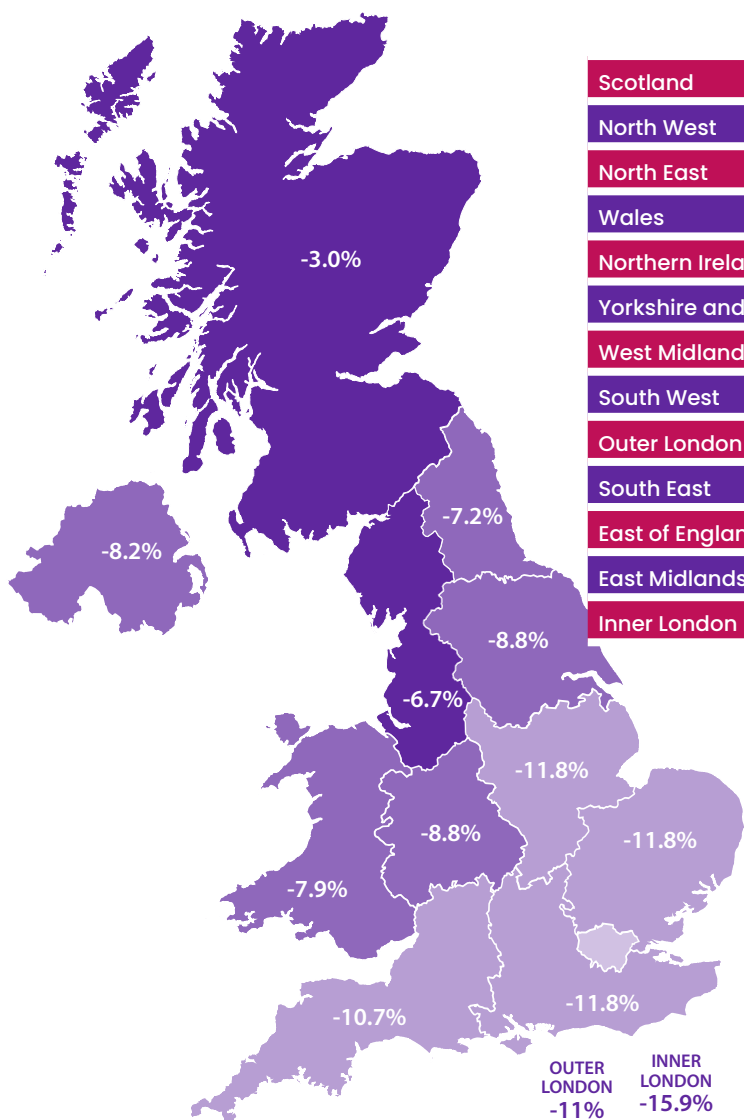 Scotland
North West
North East
Wales
Northern Irela
Yorkshire and
West Midland
South West
Outer London
South East
East of Englan
East Midlands
Inner London
-3.0%
-7.2%
-8.2%
-8.8%
-6.7%
-11.8%
-8.8%
-11.8%
-7.9%
-11.8%
-10.7%
OUTER
LONDON
-11%
INNER
LONDON
-15.9%